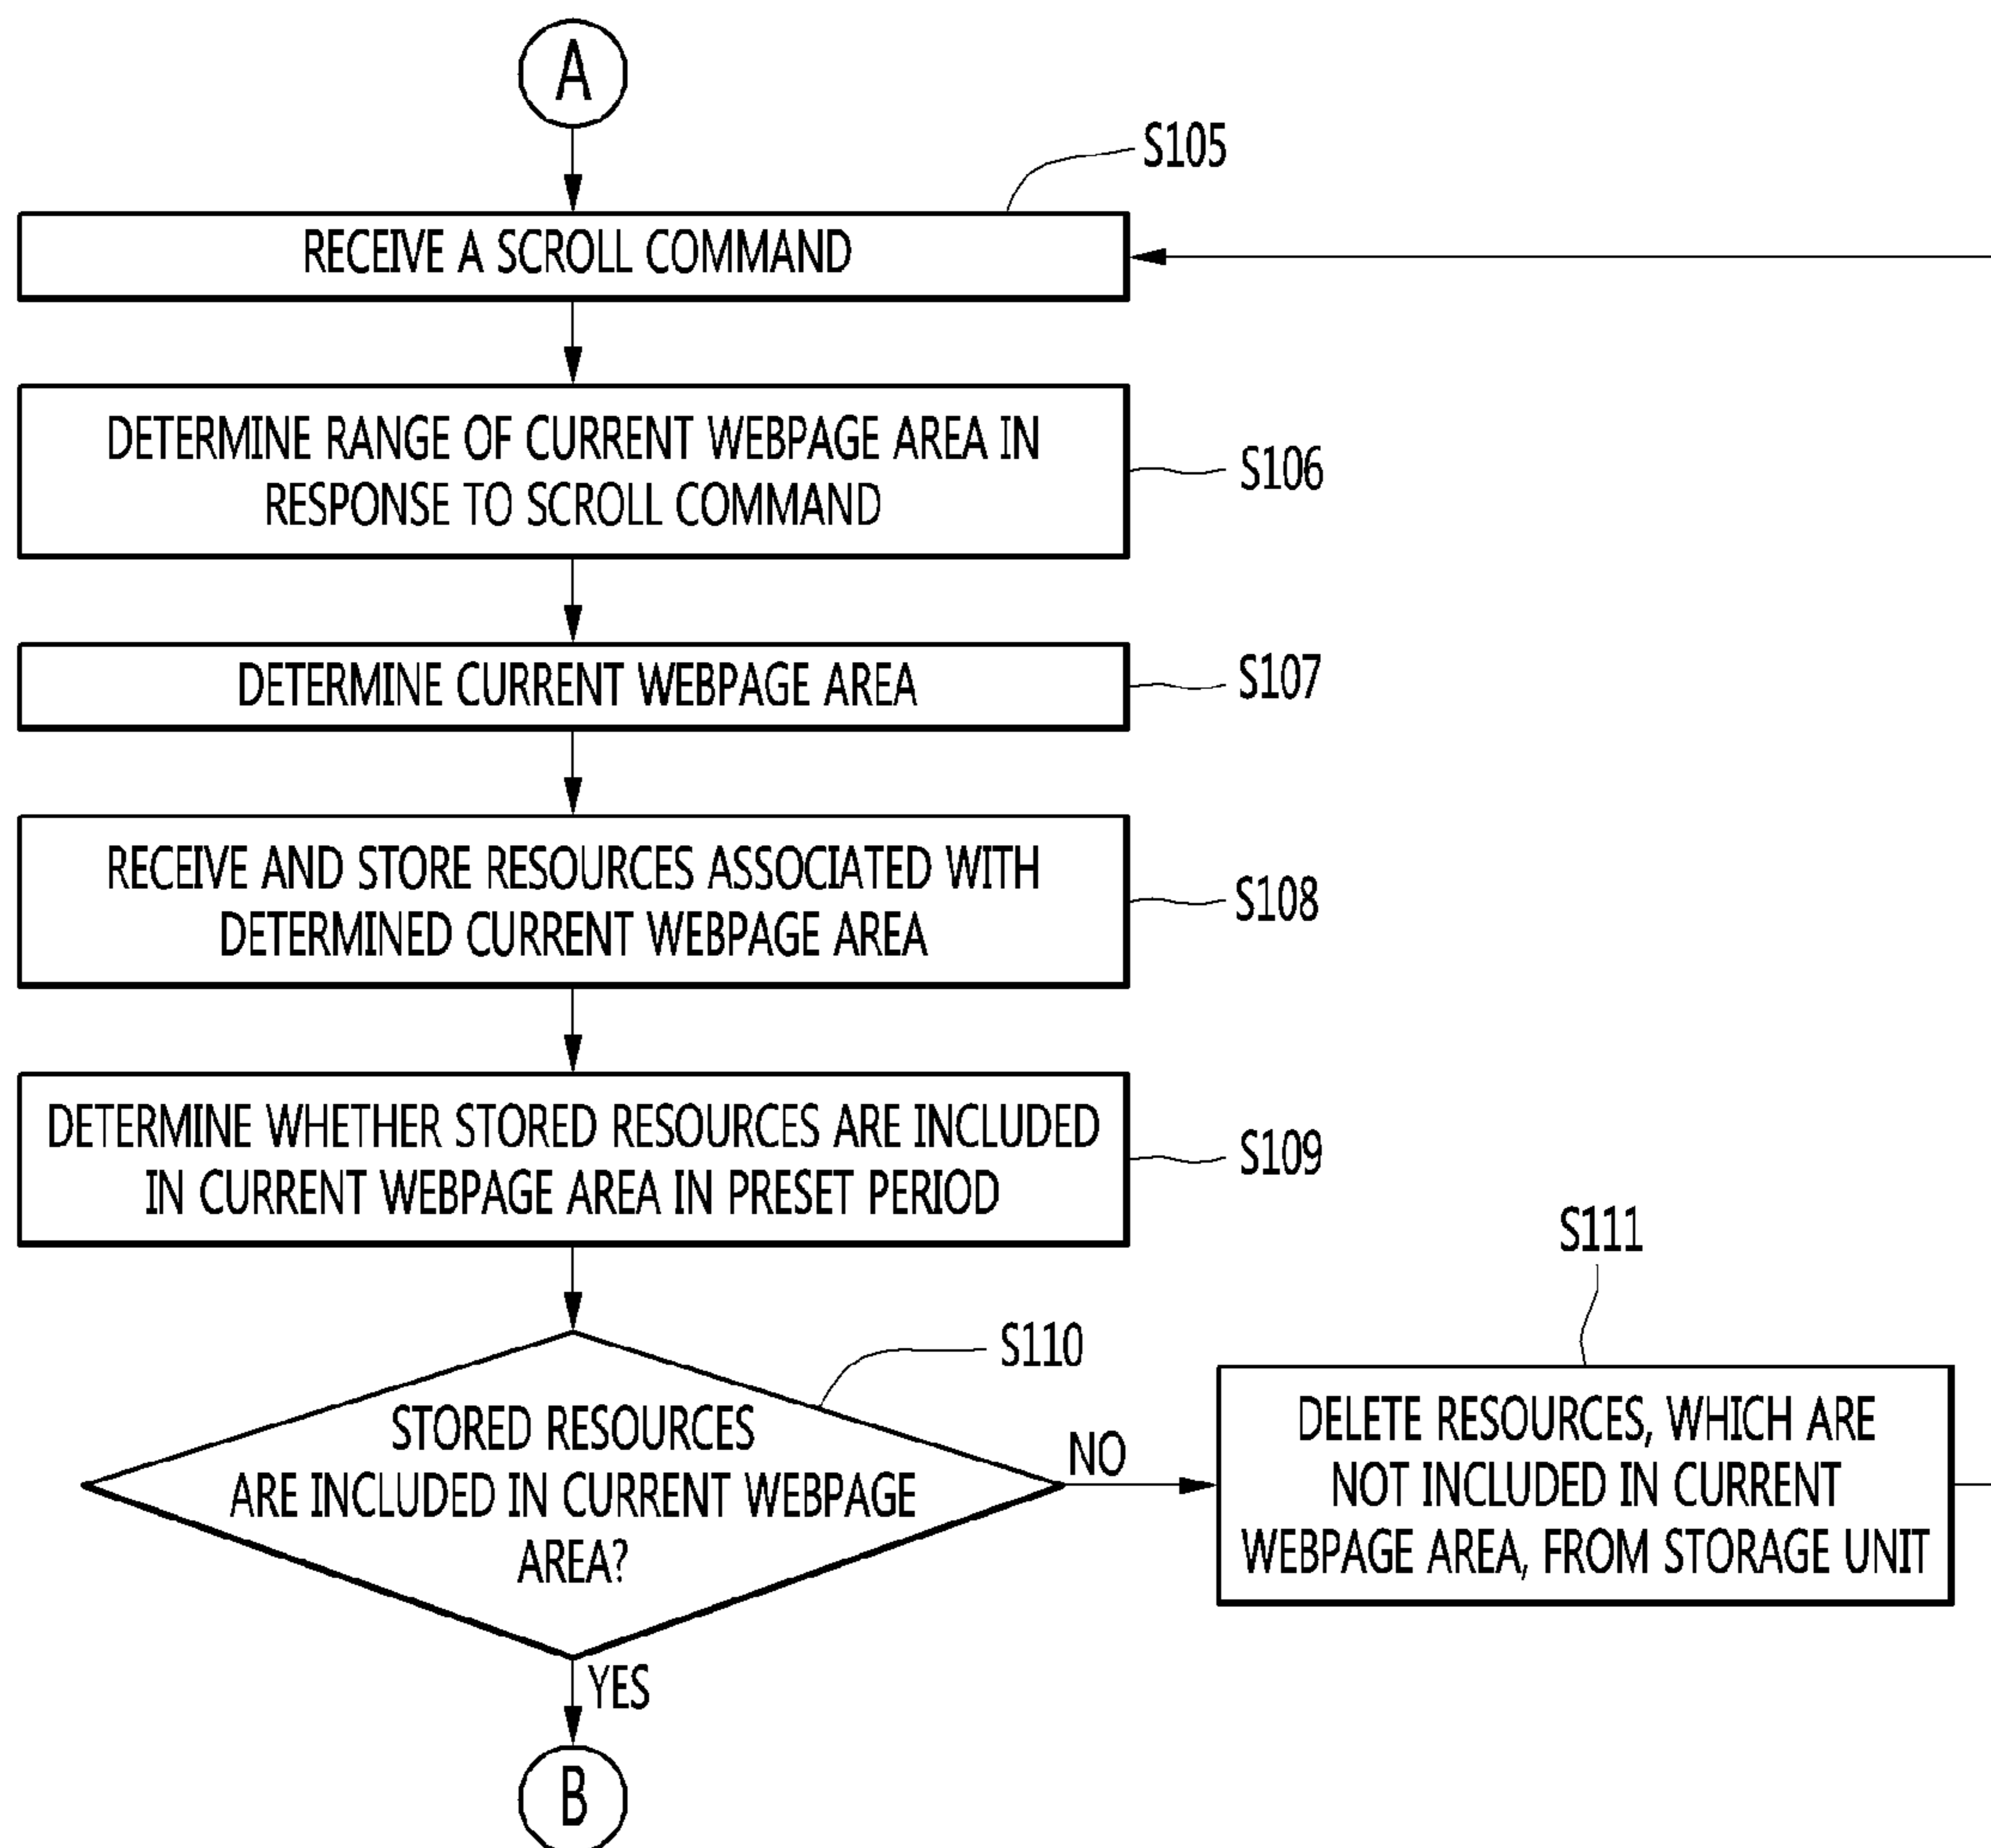 A
S105
RECEIVE A SCROLL COMMAND
DETERMINE RANGE OF CURRENT WEBPAGE AREA IN
RESPONSE TO SCROLL COMMAND
S106
DETERMINE CURRENT WEBPAGE AREA
S107
RECEIVE AND STORE RESOURCES ASSOCIATED WITH
DETERMINED CURRENT WEBPAGE AREA
S108
DETERMINE WHETHER STORED RESOURCES ARE INCLUDED
IN CURRENT WEBPAGE AREA IN PRESET PERIOD
S109
S110
STORED RESOURCES
ARE INCLUDED IN CURRENT WEBPAGE
AREA?
NO
S111
DELETE RESOURCES, WHICH ARE
NOT INCLUDED IN CURRENT
WEBPAGE AREA, FROM STORAGE UNIT
YES
B